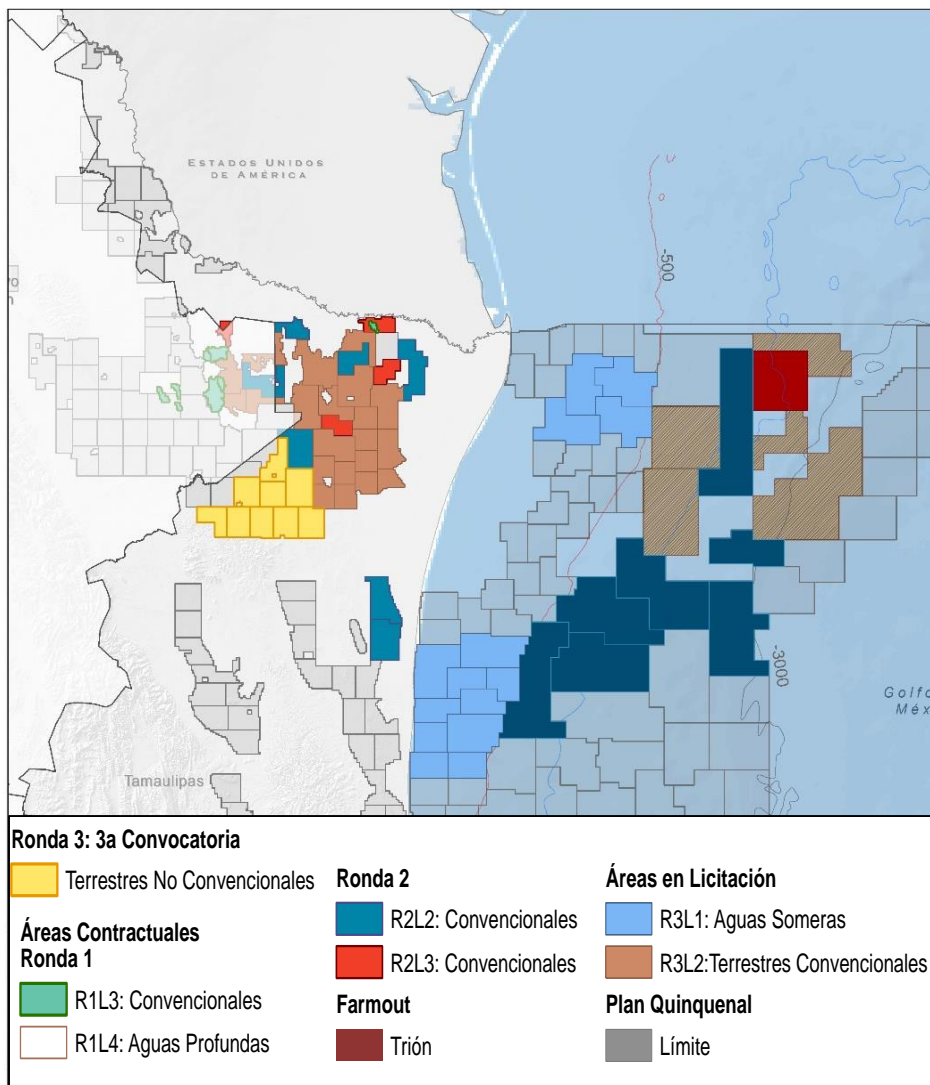 ESTADOS UNIDOS
DE AMÉRICA
-500
-3000
Golfo
Méx
Tamaulipas
Ronda 3: 3a Convocatoria
Terrestres No Convencionales
Áreas Contractuales
Ronda 1
R1L3: Convencionales
R1L4: Aguas Profundas
Ronda 2
R2L2: Convencionales
R2L3: Convencionales
Farmout
Trión
Áreas en Licitación
R3L1: Aguas Someras
R3L2:Terrestres Convencionales
Plan Quinquenal
Límite